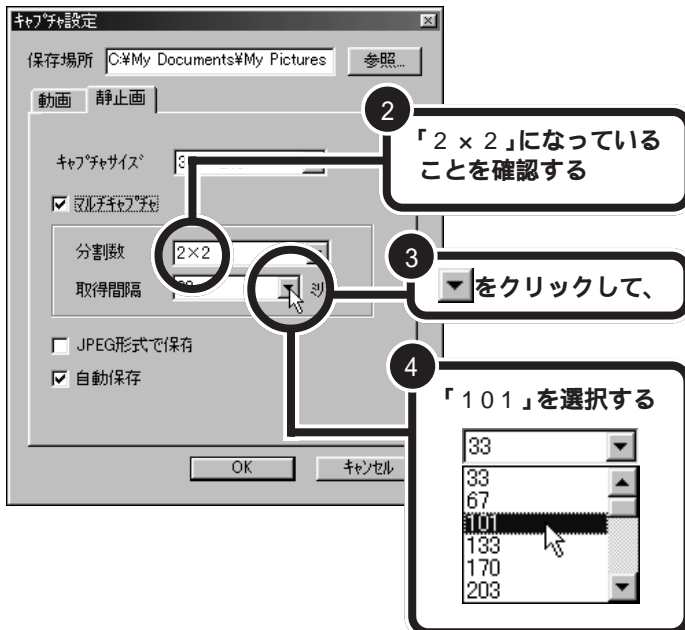 ｷｬﾌﾟﾁｬ設定
保存場所 C:¥My Documents¥My Pictures 参照...
動画 静止画
ｷｬﾌﾟﾁｬｻｲｽﾞ
ﾏﾙﾁｷｬﾌﾟﾁｬ
分割数 2×2
取得間隔
JPEG形式で保存
自動保存
OK ｷｬﾝｾﾙ
2
「２×２」になっている
ことを確認する
3
をクリックして、
4
「１０１」を選択する
33
33
67
101
133
170
203